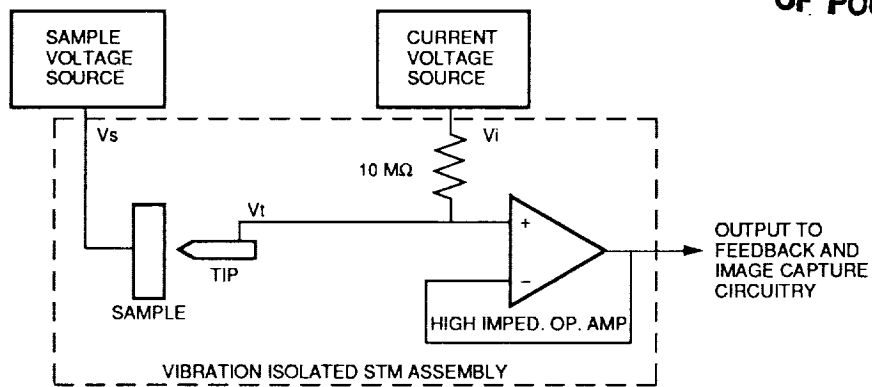 OF
SAMPLE
VOLTAGE
SOURCE
CURRENT
VOLTAGE
SOURCE
Vs
Vi
10 MΩ
Vt
+
TIP
−
SAMPLE
HIGH IMPED. OP. AMP
OUTPUT TO
FEEDBACK AND
IMAGE CAPTURE
CIRCUITRY
VIBRATION ISOLATED STM ASSEMBLY